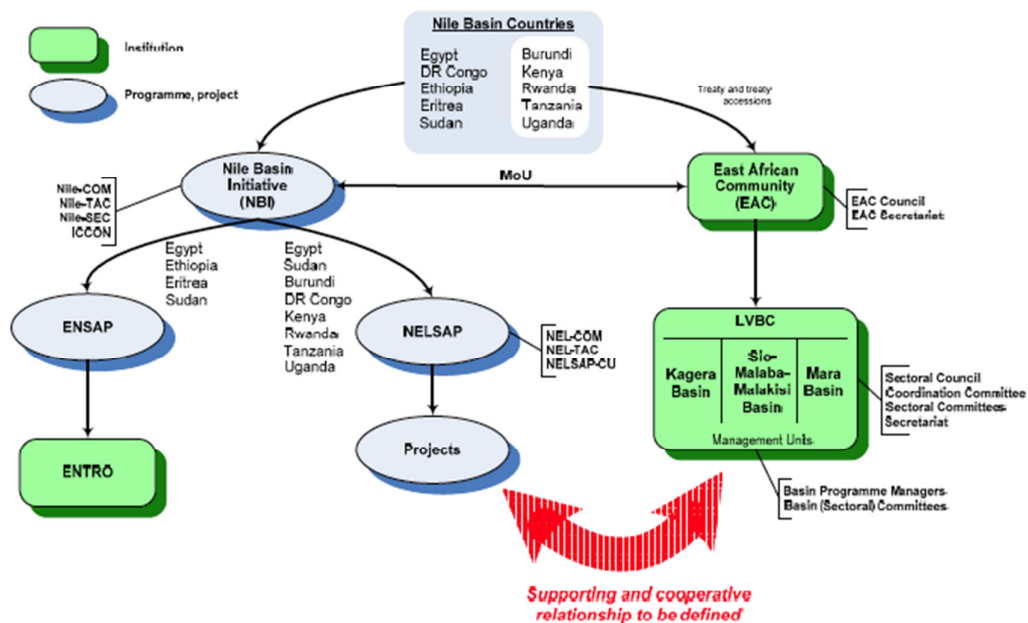 Nile Basin Countries
Institution
Programme, project
Egypt
DR Congo
Ethiopia
Eritrea
Sudan
Burundi
Kenya
Rwanda
Tanzania
Uganda
Treaty and treaty
accessions
Nile Basin
Initiative
(NBI)
MoU
East African
Community
(EAC)
Nile-COM
Nile-TAC
Nile-SEC
ICCON
EAC Council
EAC Secretariat
Egypt
Ethiopia
Eritrea
Sudan
Egypt
Sudan
Burundi
DR Congo
Kenya
Rwanda
Tanzania
Uganda
ENSAP
NELSAP
NEL-COM
NEL-TAC
NELSAP-CU
LVBC
Kagera
Basin
Sio-
Malaba-
Malakisi
Basin
Mara
Basin
Management Units
Sectoral Council
Coordination Committee
Sectoral Committees
Secretariat
ENTRO
Projects
Basin Programme Managers
Basin (Sectoral) Committees
Supporting and cooperative
relationship to be defined